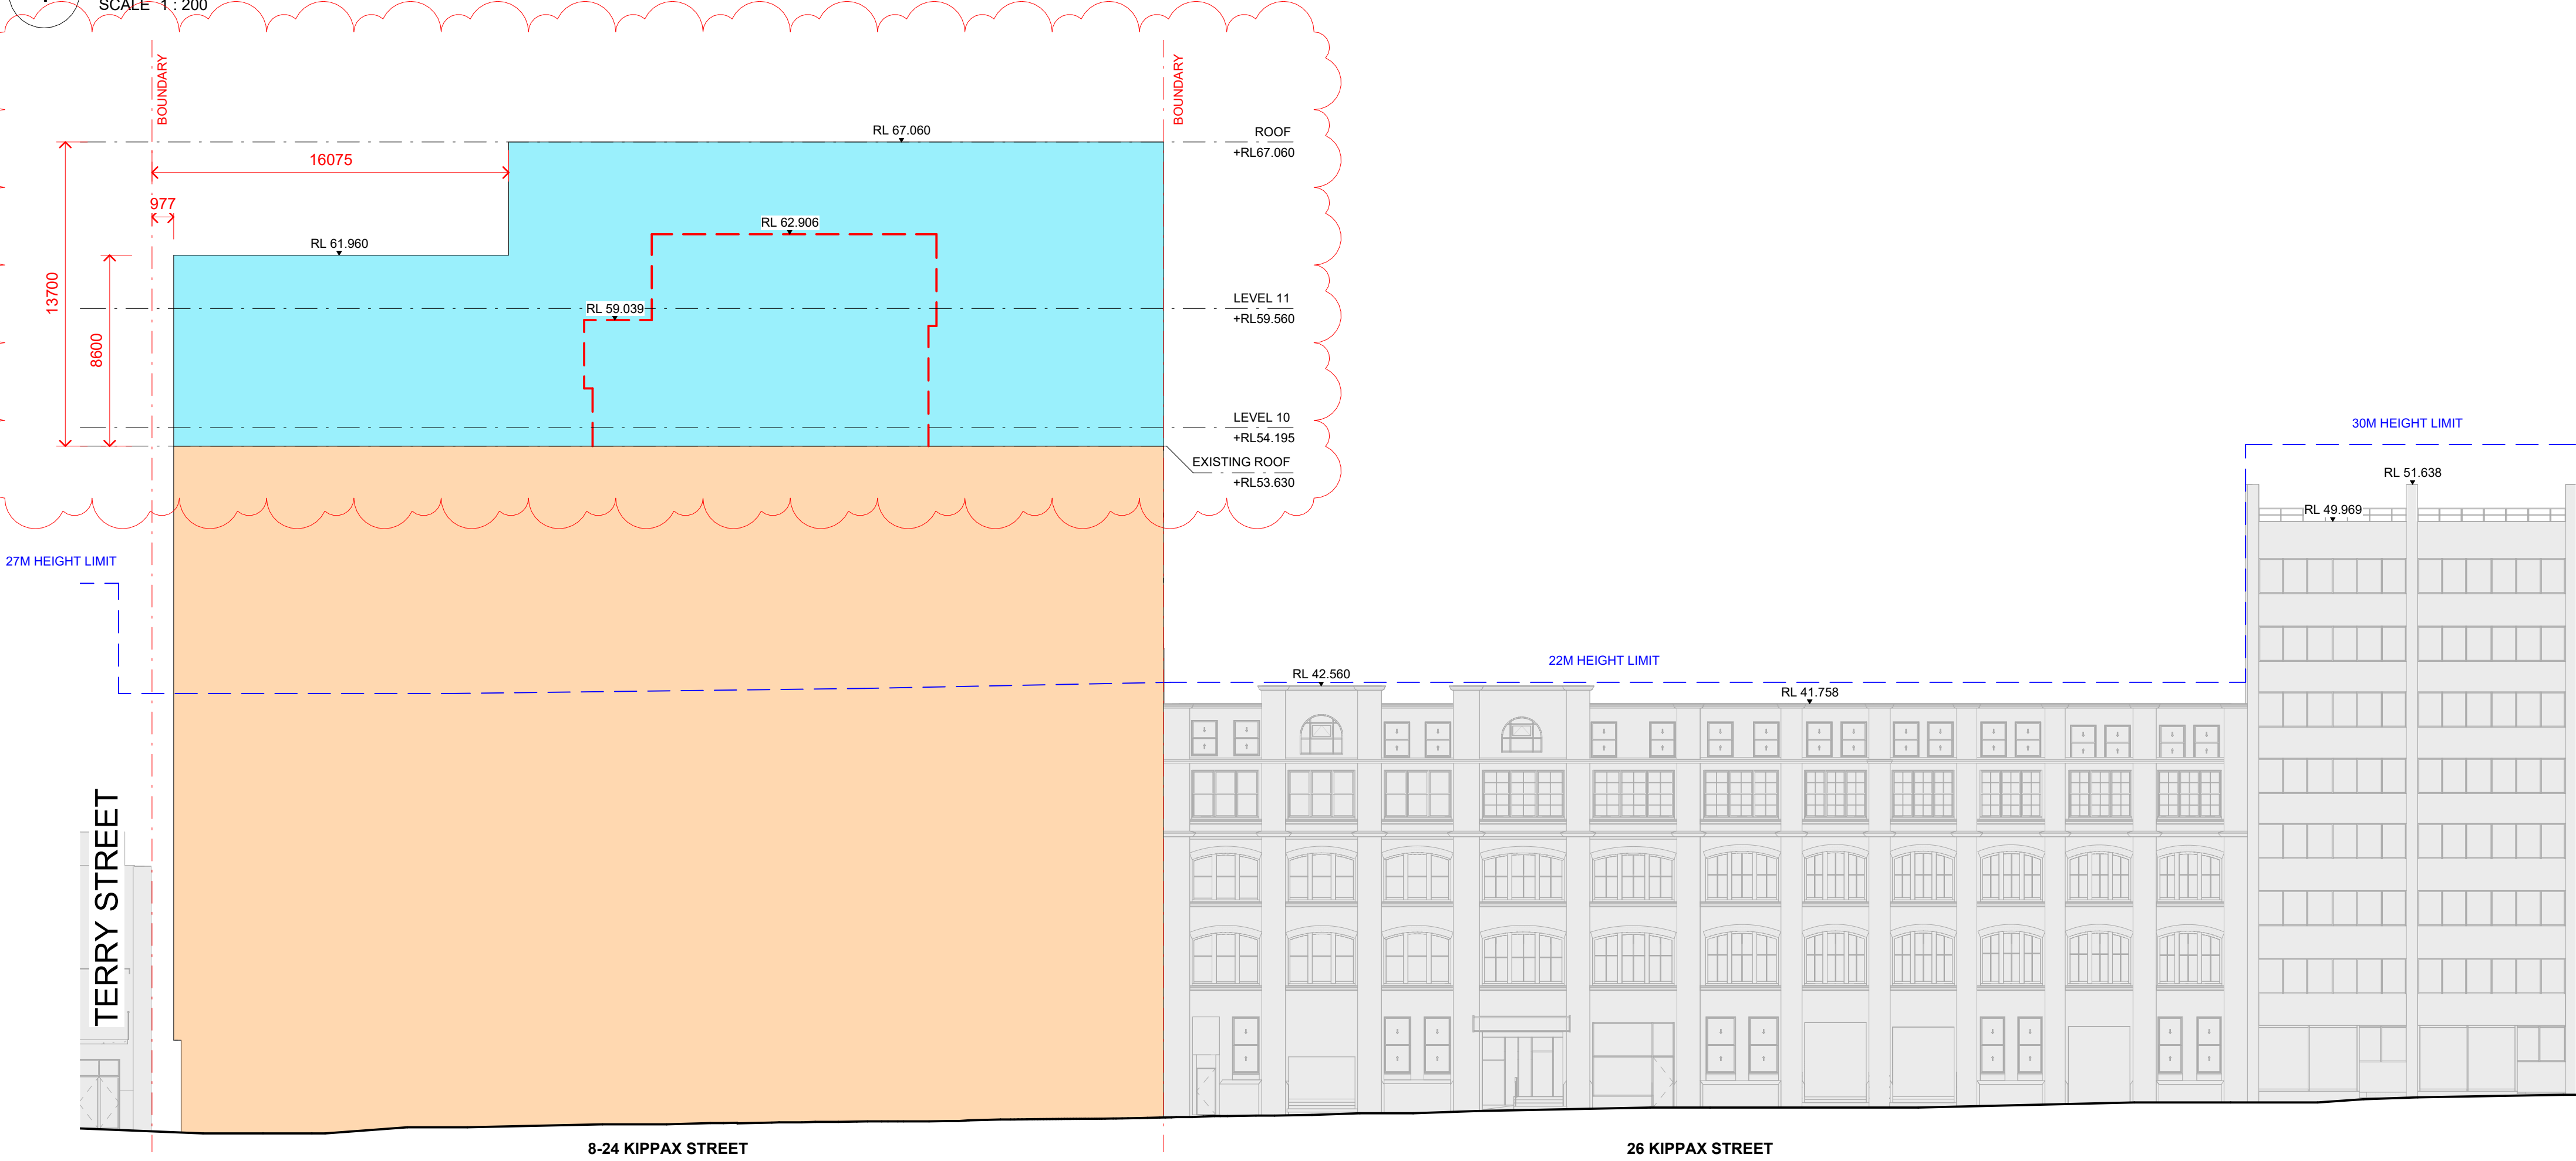 SCALE 1 : 200
BOUNDARY
BOUNDARY
RL 67.060
ROOF
+RL67.060
16075
977
RL 62.906
RL 61.960
13700
8600
RL 59.039
LEVEL 11
+RL59.560
LEVEL 10
+RL54.195
EXISTING ROOF
+RL53.630
30M HEIGHT LIMIT
RL 51.638
RL 49.969
27M HEIGHT LIMIT
22M HEIGHT LIMIT
RL 42.560
RL 41.758
TERRY STREET
8-24 KIPPAX STREET
26 KIPPAX STREET